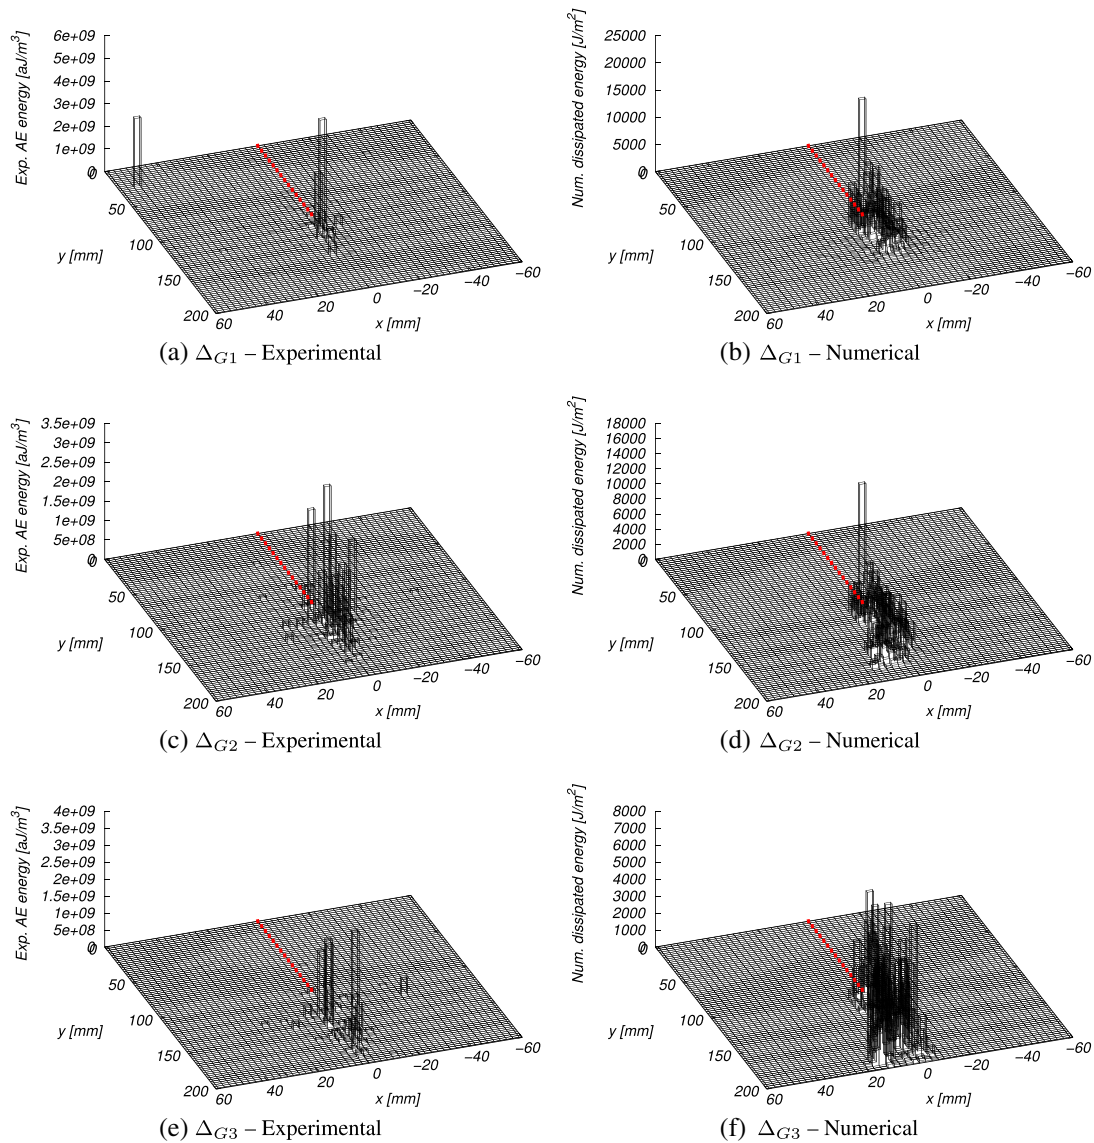 Exp. AE energy [aJ/m³]
6e+09
5e+09
4e+09
3e+09
2e+09
1e+09
0
0
50
100
150
200
y [mm]
60
40
20
0
−20
−40
−60
x [mm]
(a) Δ_G1 – Experimental
Num. dissipated energy [J/m²]
25000
20000
15000
10000
5000
0
0
50
100
150
200
y [mm]
60
40
20
0
−20
−40
−60
x [mm]
(b) Δ_G1 – Numerical
Exp. AE energy [aJ/m³]
3.5e+09
3e+09
2.5e+09
2e+09
1.5e+09
1e+09
5e+08
0
0
50
100
150
200
y [mm]
60
40
20
0
−20
−40
−60
x [mm]
(c) Δ_G2 – Experimental
Num. dissipated energy [J/m²]
18000
16000
14000
12000
10000
8000
6000
4000
2000
0
0
50
100
150
200
y [mm]
60
40
20
0
−20
−40
−60
x [mm]
(d) Δ_G2 – Numerical
Exp. AE energy [aJ/m³]
4e+09
3.5e+09
3e+09
2.5e+09
2e+09
1.5e+09
1e+09
5e+08
0
0
50
100
150
200
y [mm]
60
40
20
0
−20
−40
−60
x [mm]
(e) Δ_G3 – Experimental
Num. dissipated energy [J/m²]
8000
7000
6000
5000
4000
3000
2000
1000
0
0
50
100
150
200
y [mm]
60
40
20
0
−20
−40
−60
x [mm]
(f) Δ_G3 – Numerical